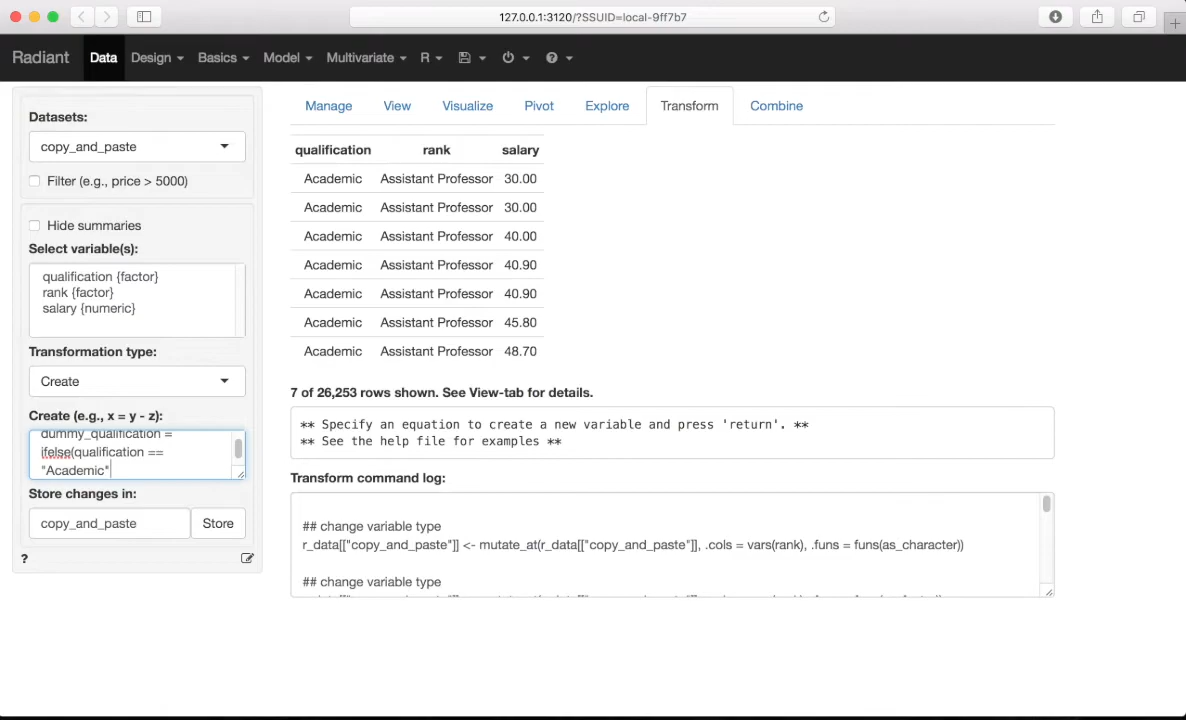 127.0.0.1:3120/?SSUID=local-9ff7b7
Radiant Data Design Basics Model Multivariate R
Datasets:
copy_and_paste
Filter (e.g., price > 5000)
Hide summaries
Select variable(s):
qualification {factor}
rank {factor}
salary {numeric}
Transformation type:
Create
Create (e.g., x = y - z):
dummy_qualification =
ifelse(qualification ==
"Academic"
Store changes in:
copy_and_paste Store
?
Manage View Visualize Pivot Explore Transform Combine
qualification rank salary
Academic Assistant Professor 30.00
Academic Assistant Professor 30.00
Academic Assistant Professor 40.00
Academic Assistant Professor 40.90
Academic Assistant Professor 40.90
Academic Assistant Professor 45.80
Academic Assistant Professor 48.70
7 of 26,253 rows shown. See View-tab for details.
** Specify an equation to create a new variable and press 'return'. **
** See the help file for examples **
Transform command log:
## change variable type
r_data[["copy_and_paste"]] <- mutate_at(r_data[["copy_and_paste"]], .cols = vars(rank), .funs = funs(as_character))
## change variable type